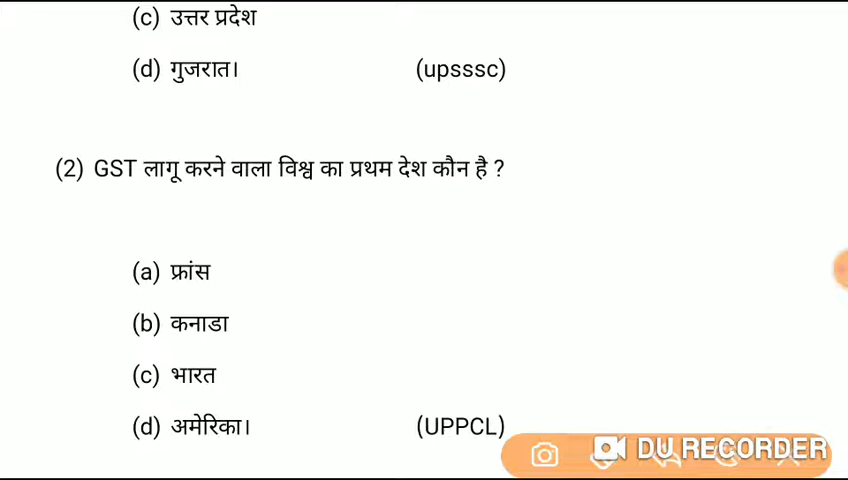 (c) उत्तर प्रदेश
(d) गुजरात। (upsssc)
(2) GST लागू करने वाला विश्व का प्रथम देश कौन है ?
(a) फ्रांस
(b) कनाडा
(c) भारत
(d) अमेरिका। (UPPCL)
DU RECORDER